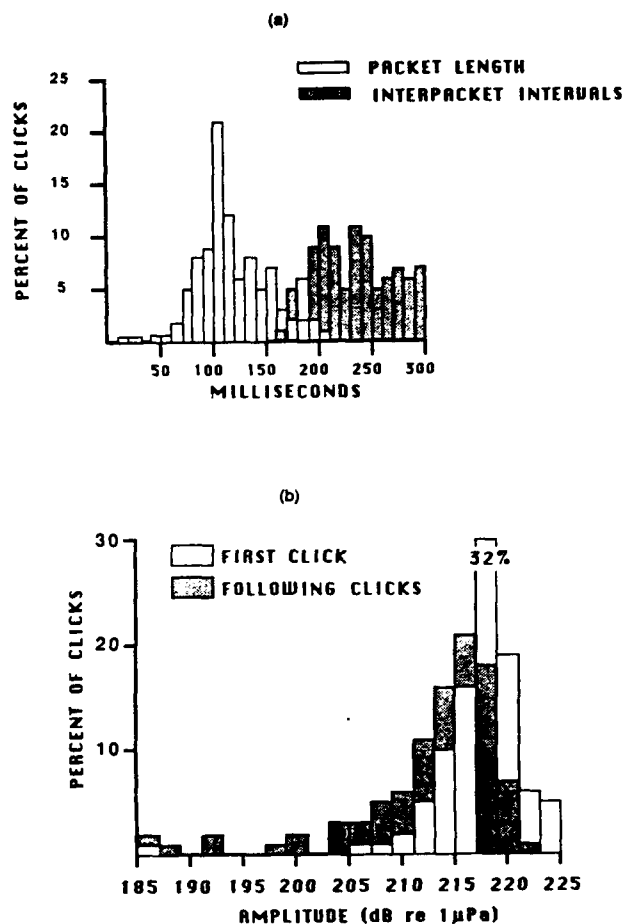 (a)
PACKET LENGTH
INTERPACKET INTERVALS
PERCENT OF CLICKS
25
20
15
10
5
50
100
150
200
250
300
MILLISECONDS
(b)
FIRST CLICK
FOLLOWING CLICKS
32%
PERCENT OF CLICKS
30
20
10
185
190
195
200
205
210
215
220
225
AMPLITUDE (dB re 1µPa)